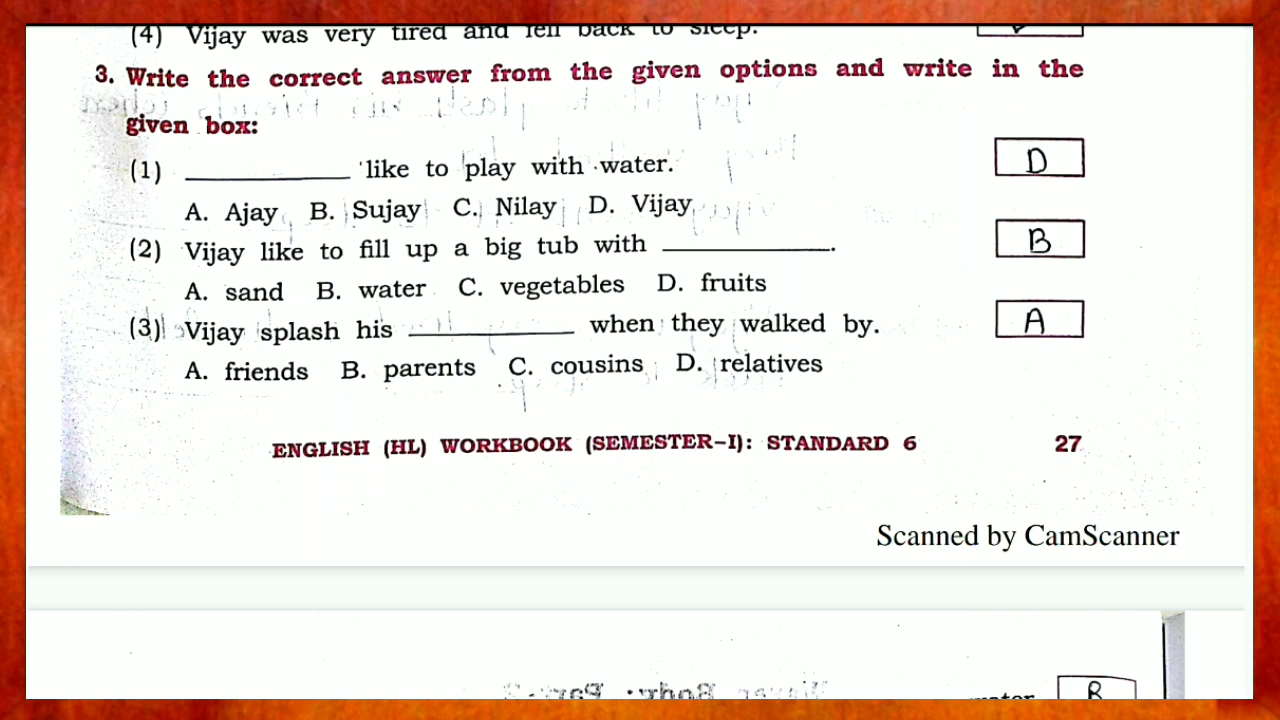 (4) Vijay was very tired and fell back to sleep.
3. Write the correct answer from the given options and write in the
given box:
(1) __________ like to play with water. D
A. Ajay B. Sujay C. Nilay D. Vijay
(2) Vijay like to fill up a big tub with __________. B
A. sand B. water C. vegetables D. fruits
(3) Vijay splash his __________ when they walked by. A
A. friends B. parents C. cousins D. relatives
ENGLISH (HL) WORKBOOK (SEMESTER-I): STANDARD 6 27
Scanned by CamScanner
B